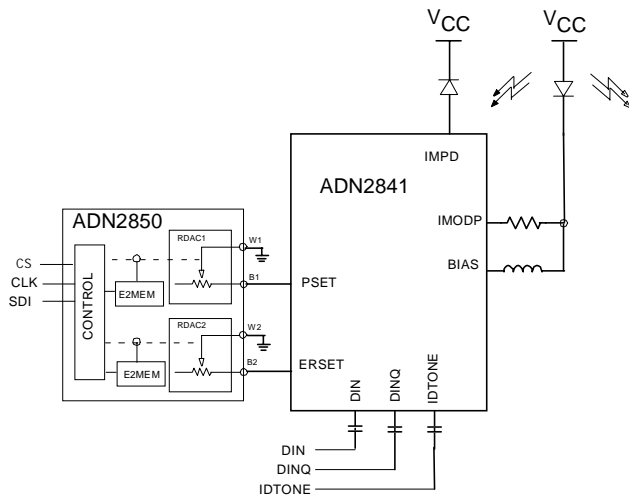 VCC
VCC
IMPD
ADN2841
ADN2850
IMODP
RDAC1
W1
CS
CLK
SDI
CONTROL
E2MEM
B1
PSET
BIAS
RDAC2
W2
E2MEM
B2
ERSET
DIN
DINQ
IDTONE
DIN
DINQ
IDTONE